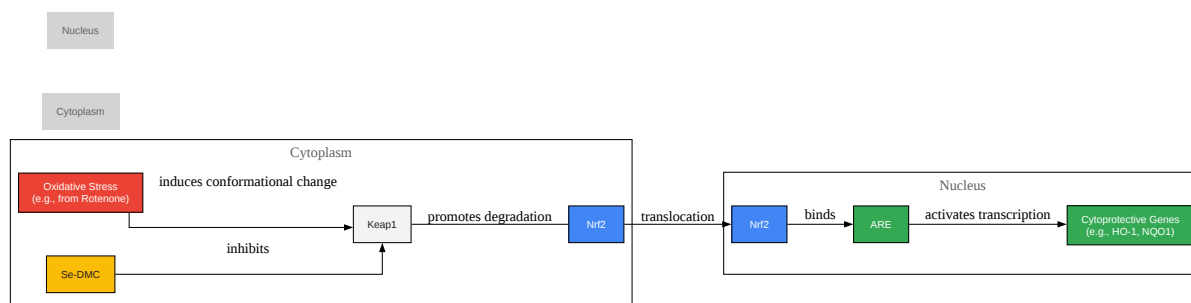 Nucleus
Cytoplasm
Cytoplasm
Oxidative Stress
(e.g., from Rotenone)
induces conformational change
Keap1
promotes degradation
Nrf2
inhibits
Se-DMC
translocation
Nucleus
Nrf2
binds
ARE
activates transcription
Cytoprotective Genes
(e.g., HO-1, NQO1)